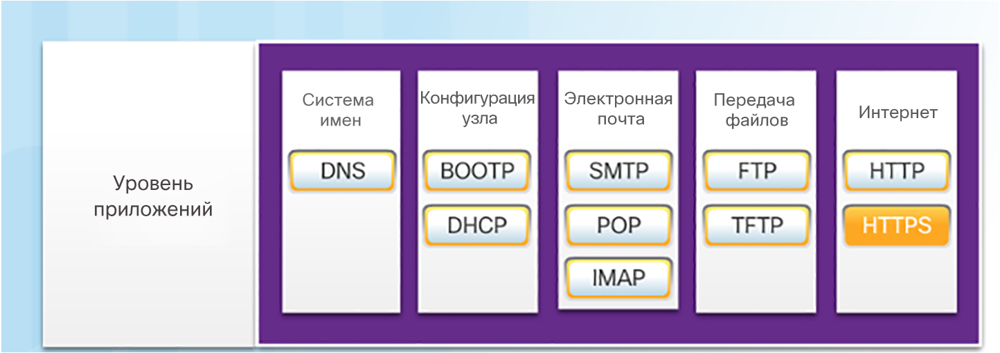 Уровень
приложений
Система
имен
DNS
Конфигурация
узла
BOOTP
DHCP
Электронная
почта
SMTP
POP
IMAP
Передача
файлов
FTP
TFTP
Интернет
HTTP
HTTPS